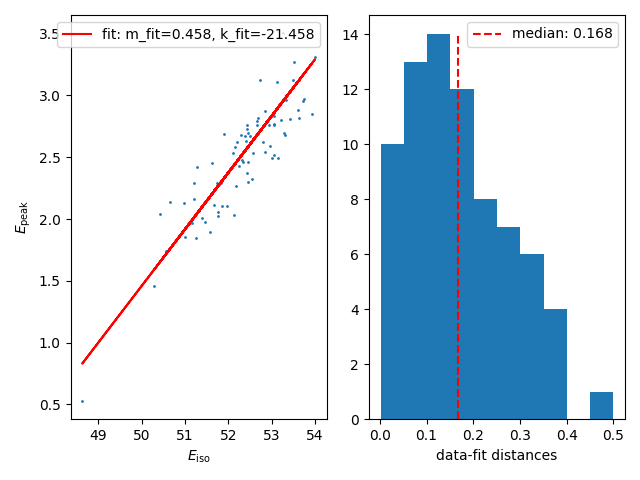 fit: m_fit=0.458, k_fit=-21.458
3.5
3.0
2.5
2.0
1.5
1.0
0.5
E_peak
49 50 51 52 53 54
E_iso
median: 0.168
14
12
10
8
6
4
2
0
0.0 0.1 0.2 0.3 0.4 0.5
data-fit distances